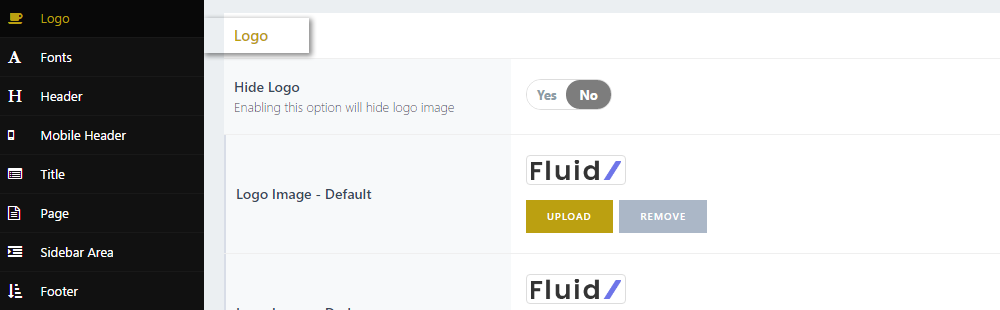 Logo
Fonts
Header
Mobile Header
Title
Page
Sidebar Area
Footer
Logo
Hide Logo
Enabling this option will hide logo image
Yes No
Logo Image - Default
Fluid
UPLOAD REMOVE
Fluid